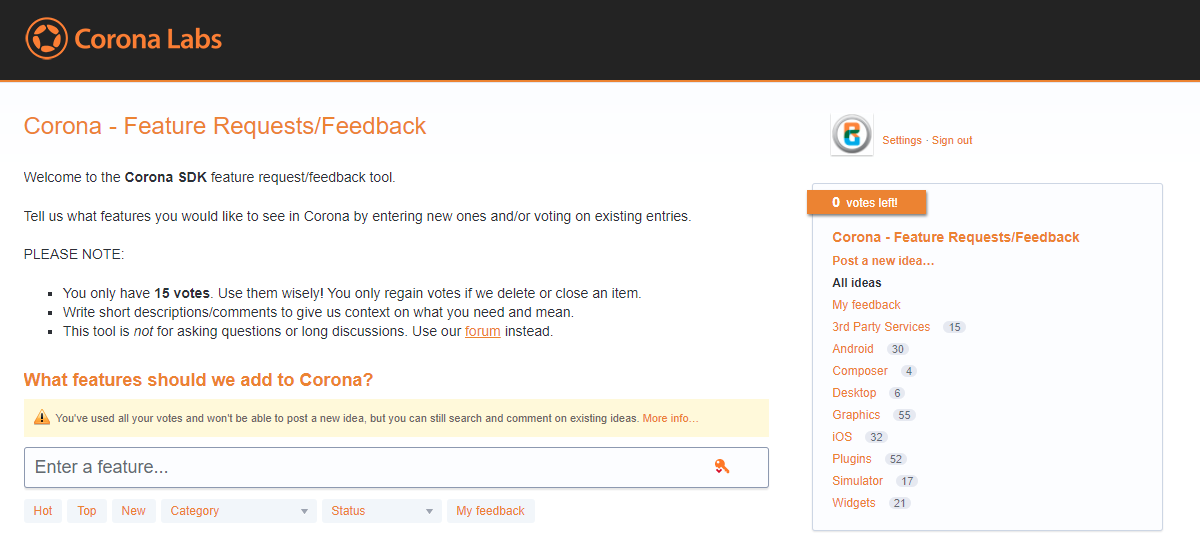 Corona Labs
Corona - Feature Requests/Feedback
Settings · Sign out
Welcome to the Corona SDK feature request/feedback tool.
Tell us what features you would like to see in Corona by entering new ones and/or voting on existing entries.
PLEASE NOTE:
You only have 15 votes. Use them wisely! You only regain votes if we delete or close an item.
Write short descriptions/comments to give us context on what you need and mean.
This tool is not for asking questions or long discussions. Use our forum instead.
What features should we add to Corona?
You've used all your votes and won't be able to post a new idea, but you can still search and comment on existing ideas. More info…
Enter a feature...
Hot Top New Category Status My feedback
0 votes left!
Corona - Feature Requests/Feedback
Post a new idea…
All ideas
My feedback
3rd Party Services 15
Android 30
Composer 4
Desktop 6
Graphics 55
iOS 32
Plugins 52
Simulator 17
Widgets 21